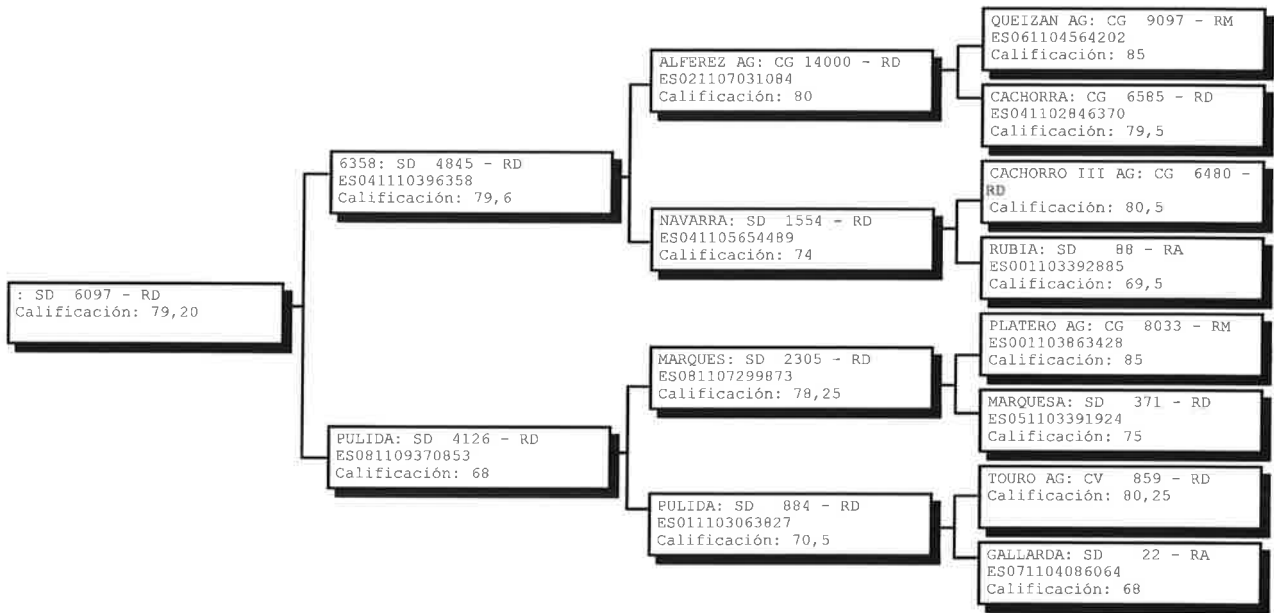 : SD 6097 - RD
Calificación: 79,20
6358: SD 4845 - RD
ES041110396358
Calificación: 79,6
PULIDA: SD 4126 - RD
ES081109370853
Calificación: 68
ALFEREZ AG: CG 14000 - RD
ES021107031084
Calificación: 80
NAVARRA: SD 1554 - RD
ES041105654489
Calificación: 74
MARQUES: SD 2305 - RD
ES081107299873
Calificación: 78,25
PULIDA: SD 884 - RD
ES011103063827
Calificación: 70,5
QUEIZAN AG: CG 9097 - RM
ES061104564202
Calificación: 85
CACHORRA: CG 6585 - RD
ES041102846370
Calificación: 79,5
CACHORRO III AG: CG 6480 -
RD
Calificación: 80,5
RUBIA: SD 88 - RA
ES001103392885
Calificación: 69,5
PLATERO AG: CG 8033 - RM
ES001103863428
Calificación: 85
MARQUESA: SD 371 - RD
ES051103391924
Calificación: 75
TOURO AG: CV 859 - RD
Calificación: 80,25
GALLARDA: SD 22 - RA
ES071104086064
Calificación: 68